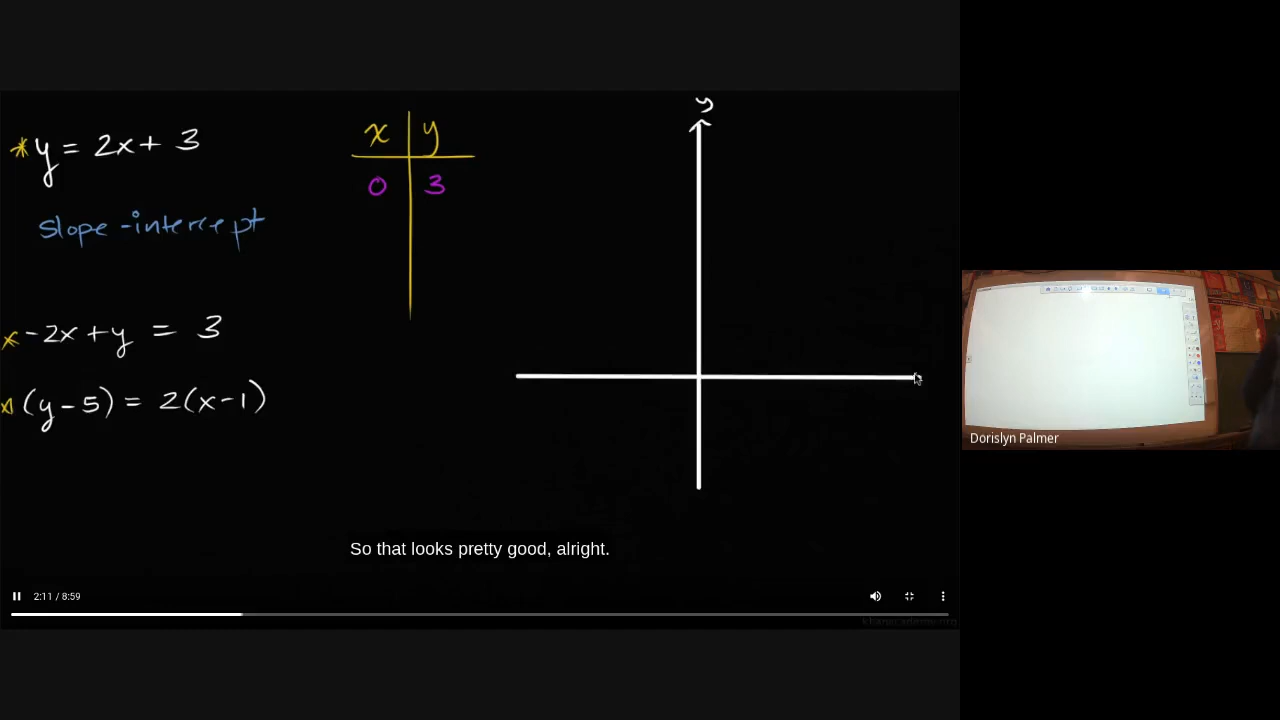 y
* y = 2x + 3
x y
0 3
slope-intercept
-2x + y = 3
(y - 5) = 2(x - 1)
Dorislyn Palmer
So that looks pretty good, alright.
2:11 / 8:59